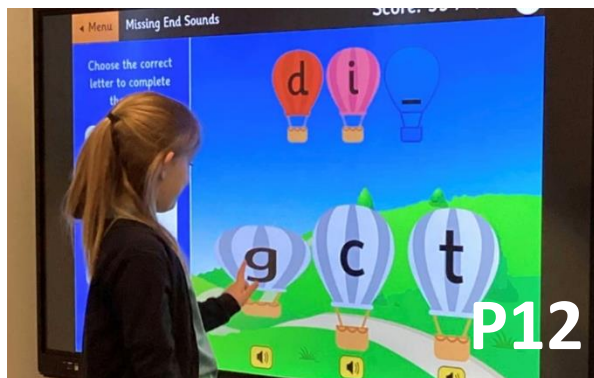 ◄ Menu Missing End Sounds
Score:
Choose the correct
letter to complete
d i _
g c t
P12